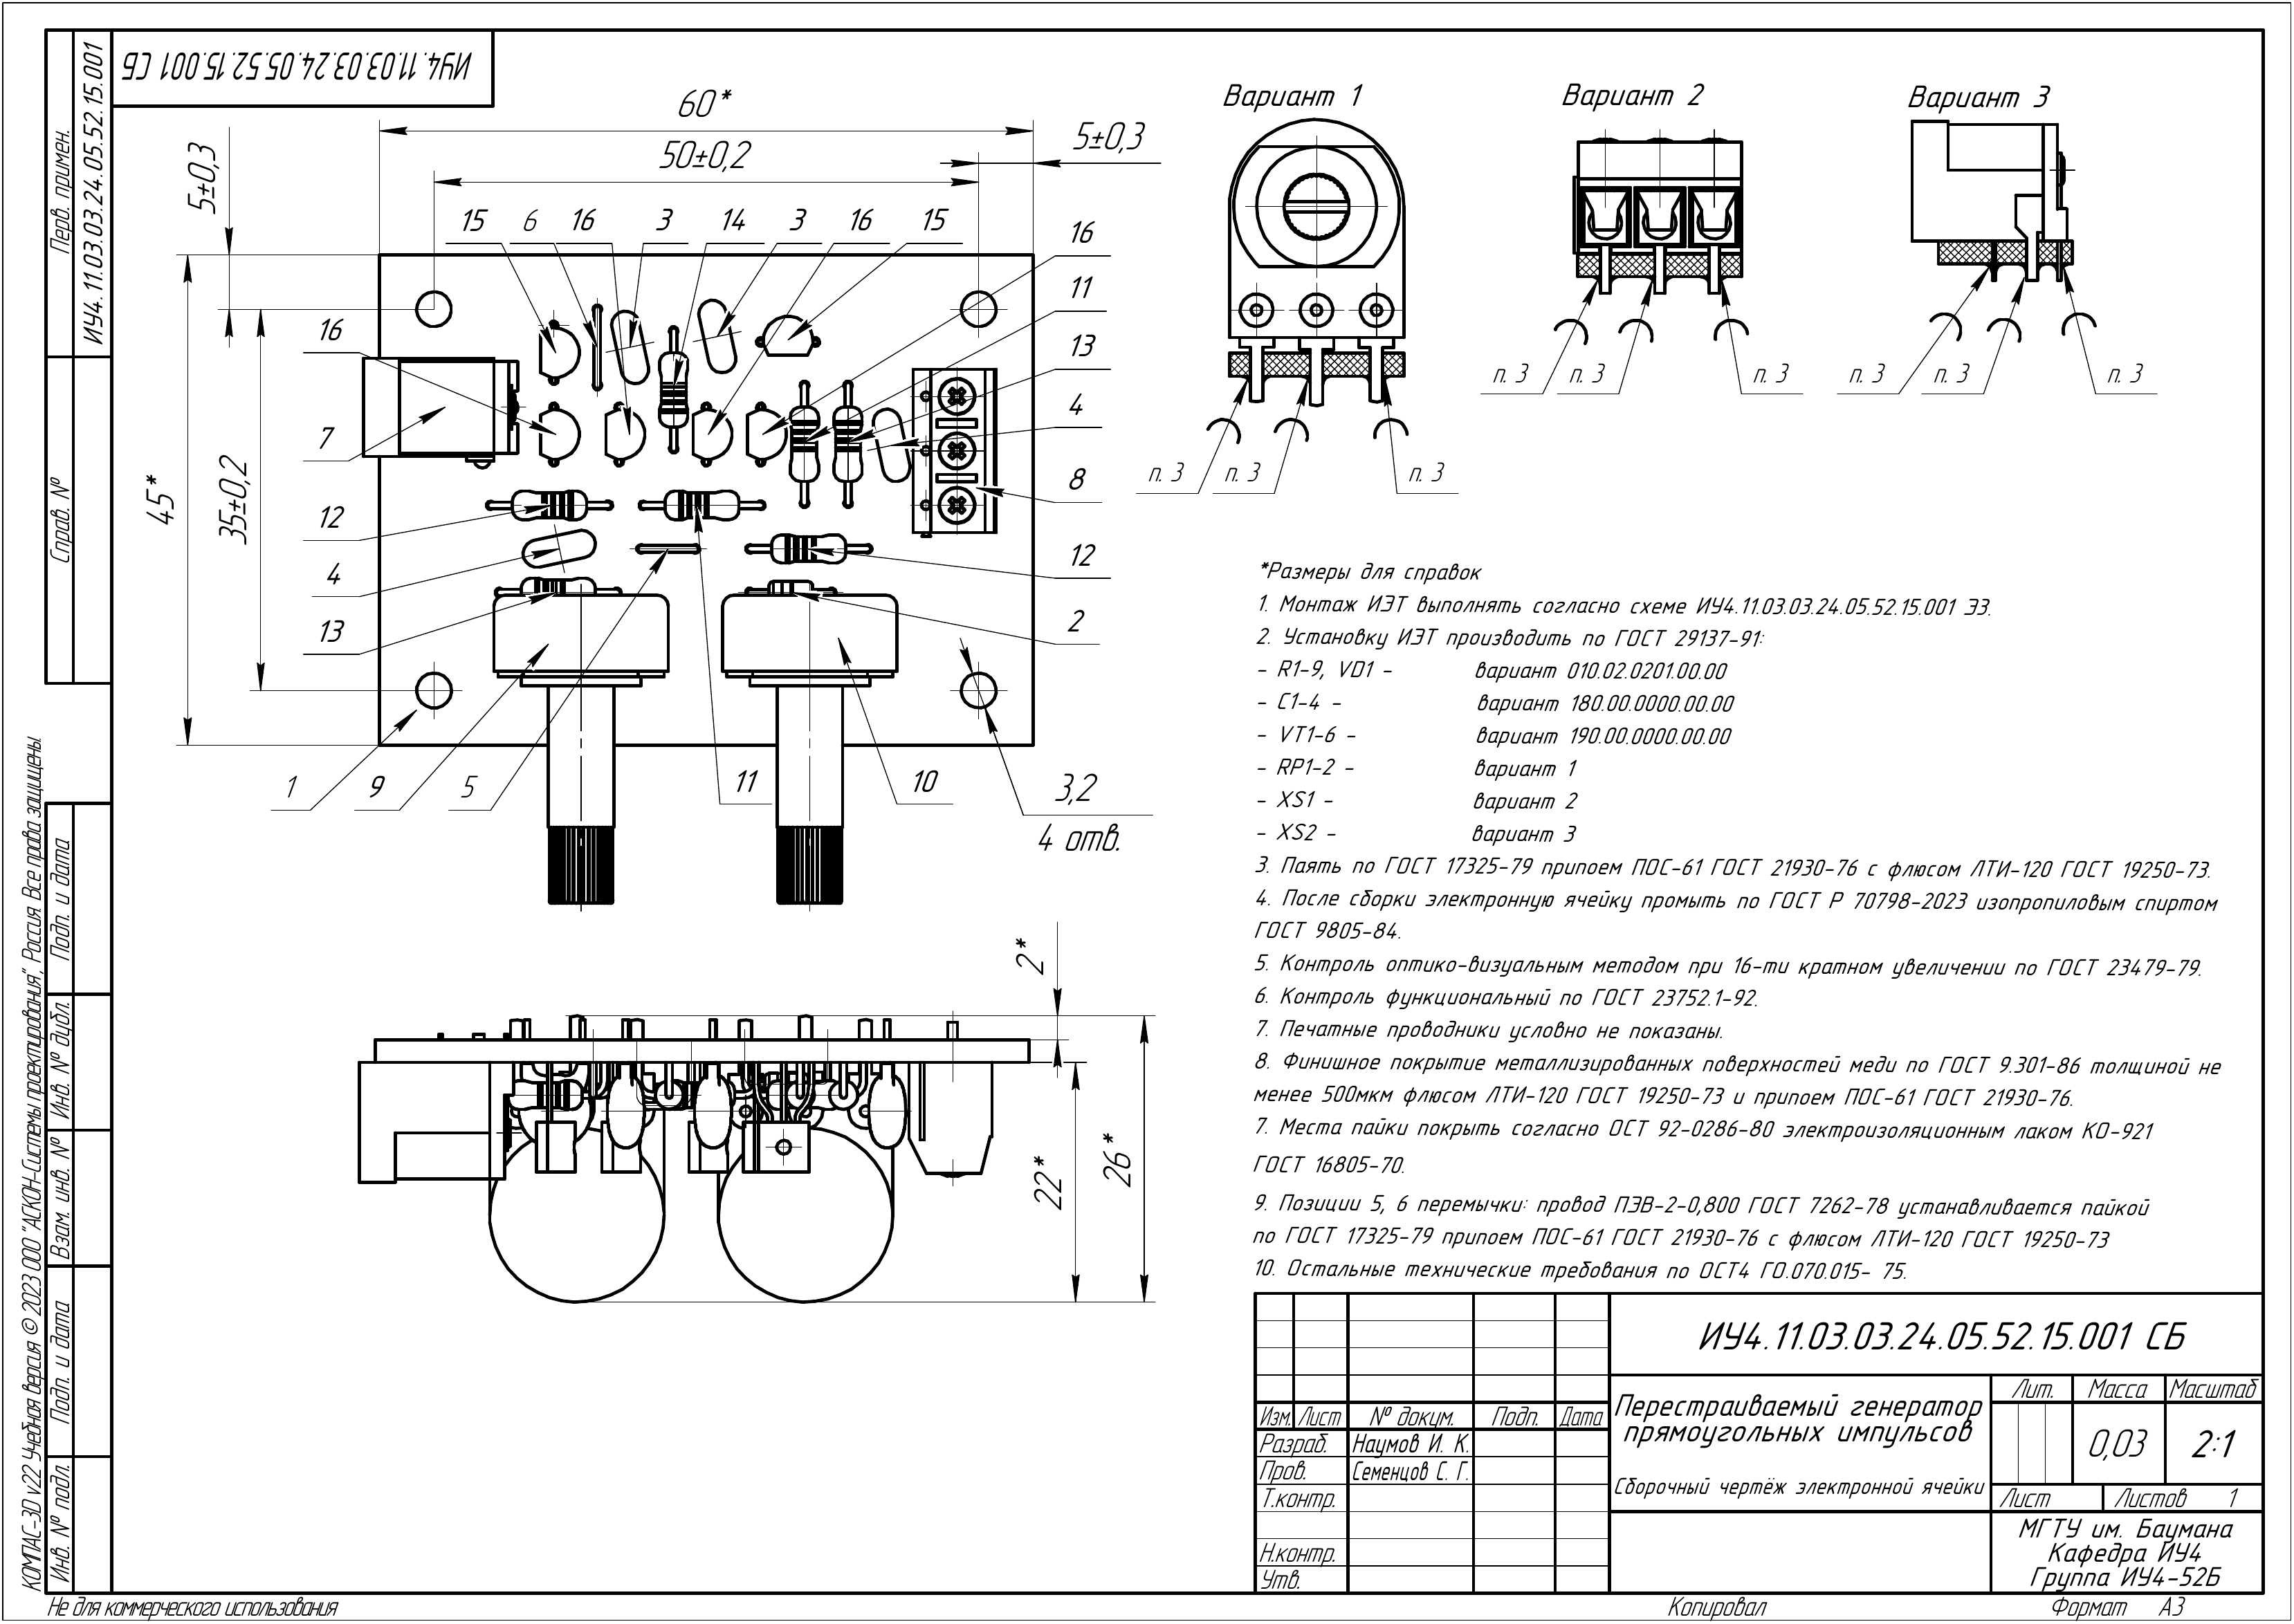 ИУ4.11.03.03.24.05.52.15.001 СБ
Перв. примен.
ИУ4.11.03.03.24.05.52.15.001
Справ. №
Подп. и дата
Инв. № дубл.
Взам. инв. №
Подп. и дата
Инв. № подл.
КОМПАС-3D v22 Учебная версия © 2023 ООО "АСКОН-Системы проектирования", Россия. Все права защищены.
60*
50±0,2
5±0,3
5±0,3
15 6 16 3 14 3 16 15
16
11
16
13
7
4
45*
35±0,2
8
12
12
4
13
2
1 9 5 11 10
3,2
4 отв.
2*
22*
26*
Вариант 1
п. 3 п. 3 п. 3
Вариант 2
п. 3 п. 3 п. 3
Вариант 3
п. 3 п. 3 п. 3
*Размеры для справок
1. Монтаж ИЭТ выполнять согласно схеме ИУ4.11.03.03.24.05.52.15.001 Э3.
2. Установку ИЭТ производить по ГОСТ 29137-91:
- R1-9, VD1 - вариант 010.02.0201.00.00
- С1-4 - вариант 180.00.0000.00.00
- VT1-6 - вариант 190.00.0000.00.00
- RP1-2 - вариант 1
- XS1 - вариант 2
- XS2 - вариант 3
3. Паять по ГОСТ 17325-79 припоем ПОС-61 ГОСТ 21930-76 с флюсом ЛТИ-120 ГОСТ 19250-73.
4. После сборки электронную ячейку промыть по ГОСТ Р 70798-2023 изопропиловым спиртом
ГОСТ 9805-84.
5. Контроль оптико-визуальным методом при 16-ти кратном увеличении по ГОСТ 23479-79.
6. Контроль функциональный по ГОСТ 23752.1-92.
7. Печатные проводники условно не показаны.
8. Финишное покрытие металлизированных поверхностей меди по ГОСТ 9.301-86 толщиной не
менее 500мкм флюсом ЛТИ-120 ГОСТ 19250-73 и припоем ПОС-61 ГОСТ 21930-76.
7. Места пайки покрыть согласно ОСТ 92-0286-80 электроизоляционным лаком КО-921
ГОСТ 16805-70.
9. Позиции 5, 6 перемычки: провод ПЭВ-2-0,800 ГОСТ 7262-78 устанавливается пайкой
по ГОСТ 17325-79 припоем ПОС-61 ГОСТ 21930-76 с флюсом ЛТИ-120 ГОСТ 19250-73
10. Остальные технические требования по ОСТ4 ГО.070.015- 75.
ИУ4.11.03.03.24.05.52.15.001 СБ
Изм. Лист № докум. Подп. Дата
Разраб. Наумов И. К.
Пров. Семенцов С. Г.
Т.контр.
Н.контр.
Утв.
Перестраиваемый генератор
прямоугольных импульсов
Сборочный чертёж электронной ячейки
Лит. Масса Масштаб
0,03 2:1
Лист Листов 1
МГТУ им. Баумана
Кафедра ИУ4
Группа ИУ4-52Б
Не для коммерческого использования
Копировал
Формат А3